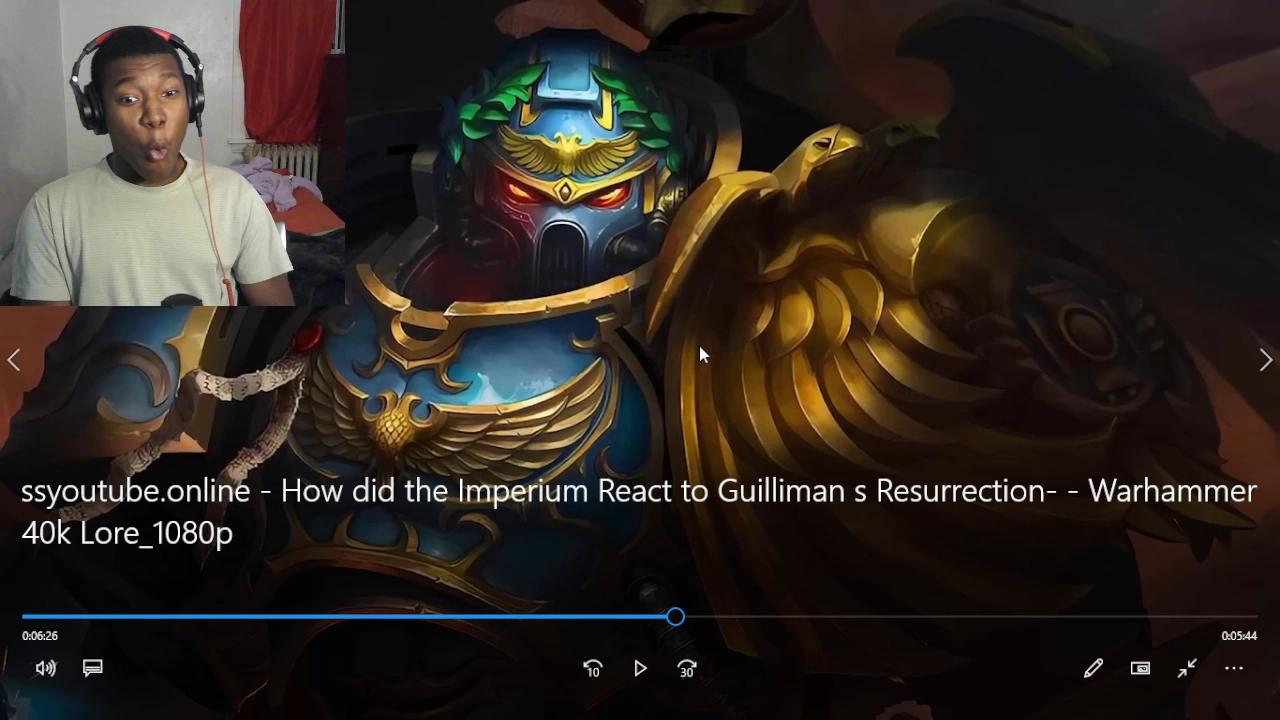 ssyoutube.online - How did the Imperium React to Guilliman s Resurrection- - Warhammer
40k Lore_1080p
0:06:26
0:05:44
10
30